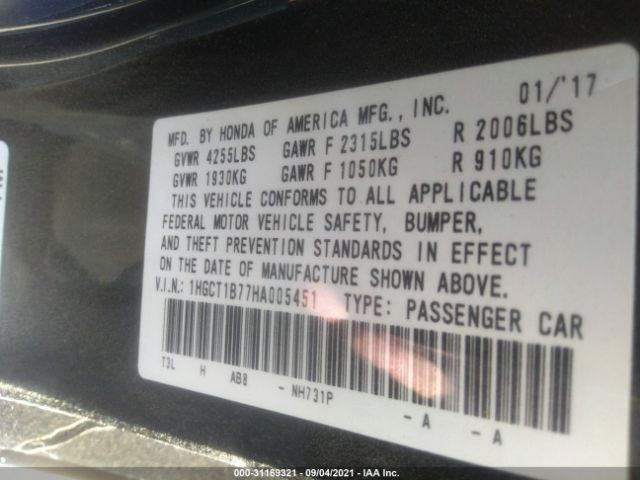 MFD. BY HONDA OF AMERICA MFG., INC. 01/'17
GVWR 4255LBS GAWR F 2315LBS R 2006LBS
GVWR 1930KG GAWR F 1050KG R 910KG
THIS VEHICLE CONFORMS TO ALL APPLICABLE
FEDERAL MOTOR VEHICLE SAFETY, BUMPER,
AND THEFT PREVENTION STANDARDS IN EFFECT
ON THE DATE OF MANUFACTURE SHOWN ABOVE.
V.I.N.: 1HGCT1B77HA005451 TYPE: PASSENGER CAR
T3L H AB8 - NH731P - A - A
000-31169321 - 09/04/2021 - IAA Inc.